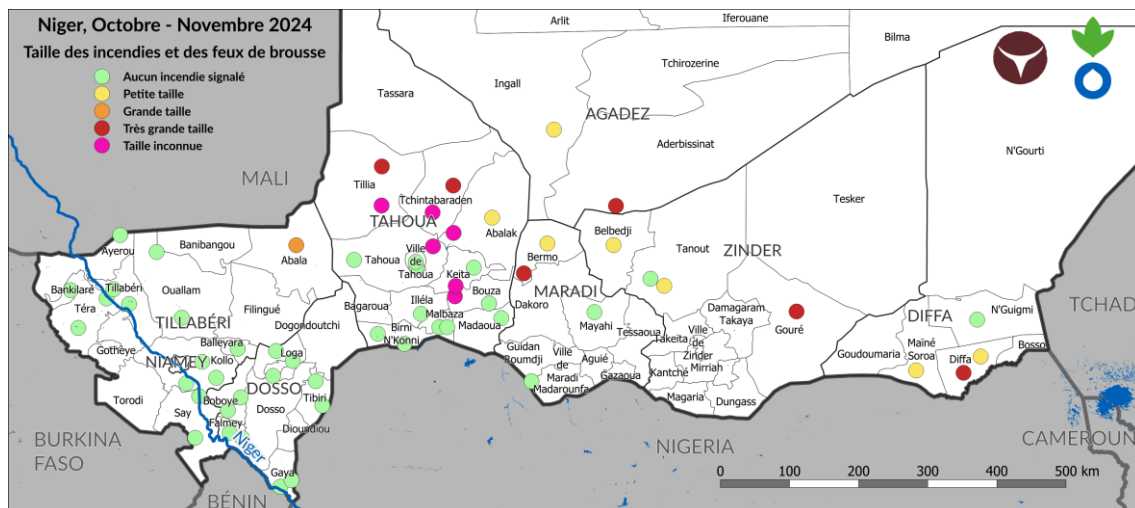 Niger, Octobre - Novembre 2024
Taille des incendies et des feux de brousse
Aucun incendie signalé
Petite taille
Grande taille
Très grande taille
Taille inconnue
Arlit
Iferouane
Bilma
Ingall
Tchirozerine
Tassara
AGADEZ
Aderbissinat
N'Gourti
MALI
Tillia
Tchintabaraden
Tesker
TAHOUA
Abalak
Belbedji
Tanout
ZINDER
Ayerou
Banibangou
Abala
Tahoua
Ville
de
Tahoua
Keita
Bermo
MARADI
Bankilaré
Tillabéri
Ouallam
Téra
Filingué
Bagaroua
Illéla
Bouza
Dakoro
Damagaram
Takaya
Gouré
DIFFA
N'Guigmi
TCHAD
TILLABÉRI
Dogondoutchi
Birni
N'Konni
Malbaza
Madaoua
Mayahi
Tessaoua
Takeita
Ville
de
Zinder
Mirriah
Goudoumaria
Maïné
Soroa
Diffa
Bosso
Gotheye
Balleyara
Kollo
NIAMEY
Loga
Guidan
Roumdji
Ville
de
Maradi
Madarounfa
Aguié
Gazaoua
Kantché
Magaria
Dungass
Torodi
Say
Boboye
DOSSO
Dosso
Tibiri
Falmey
Dioundiou
Niger
Gaya
BURKINA
FASO
BÉNIN
NIGERIA
CAMEROUN
0 100 200 300 400 500 km